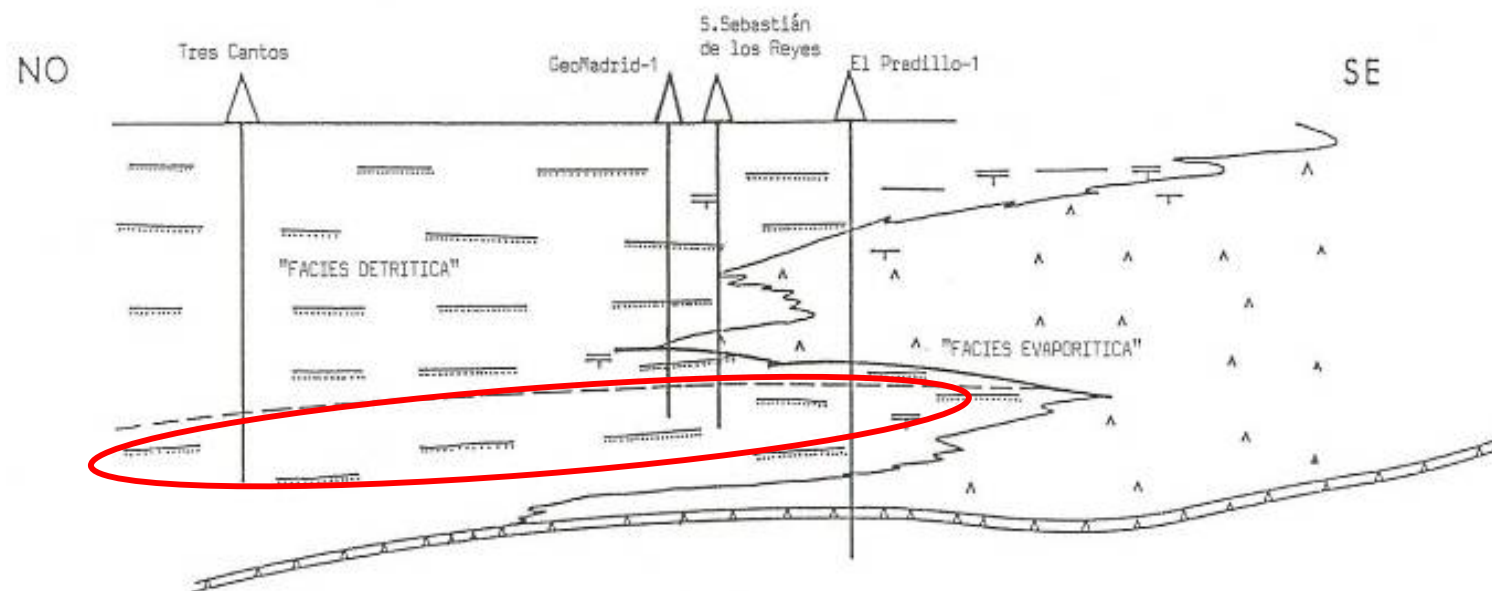 NO
Tres Cantos
GeoMadrid-1
S.Sebastián
de los Reyes
El Pradillo-1
SE
"FACIES DETRITICA"
"FACIES EVAPORITICA"